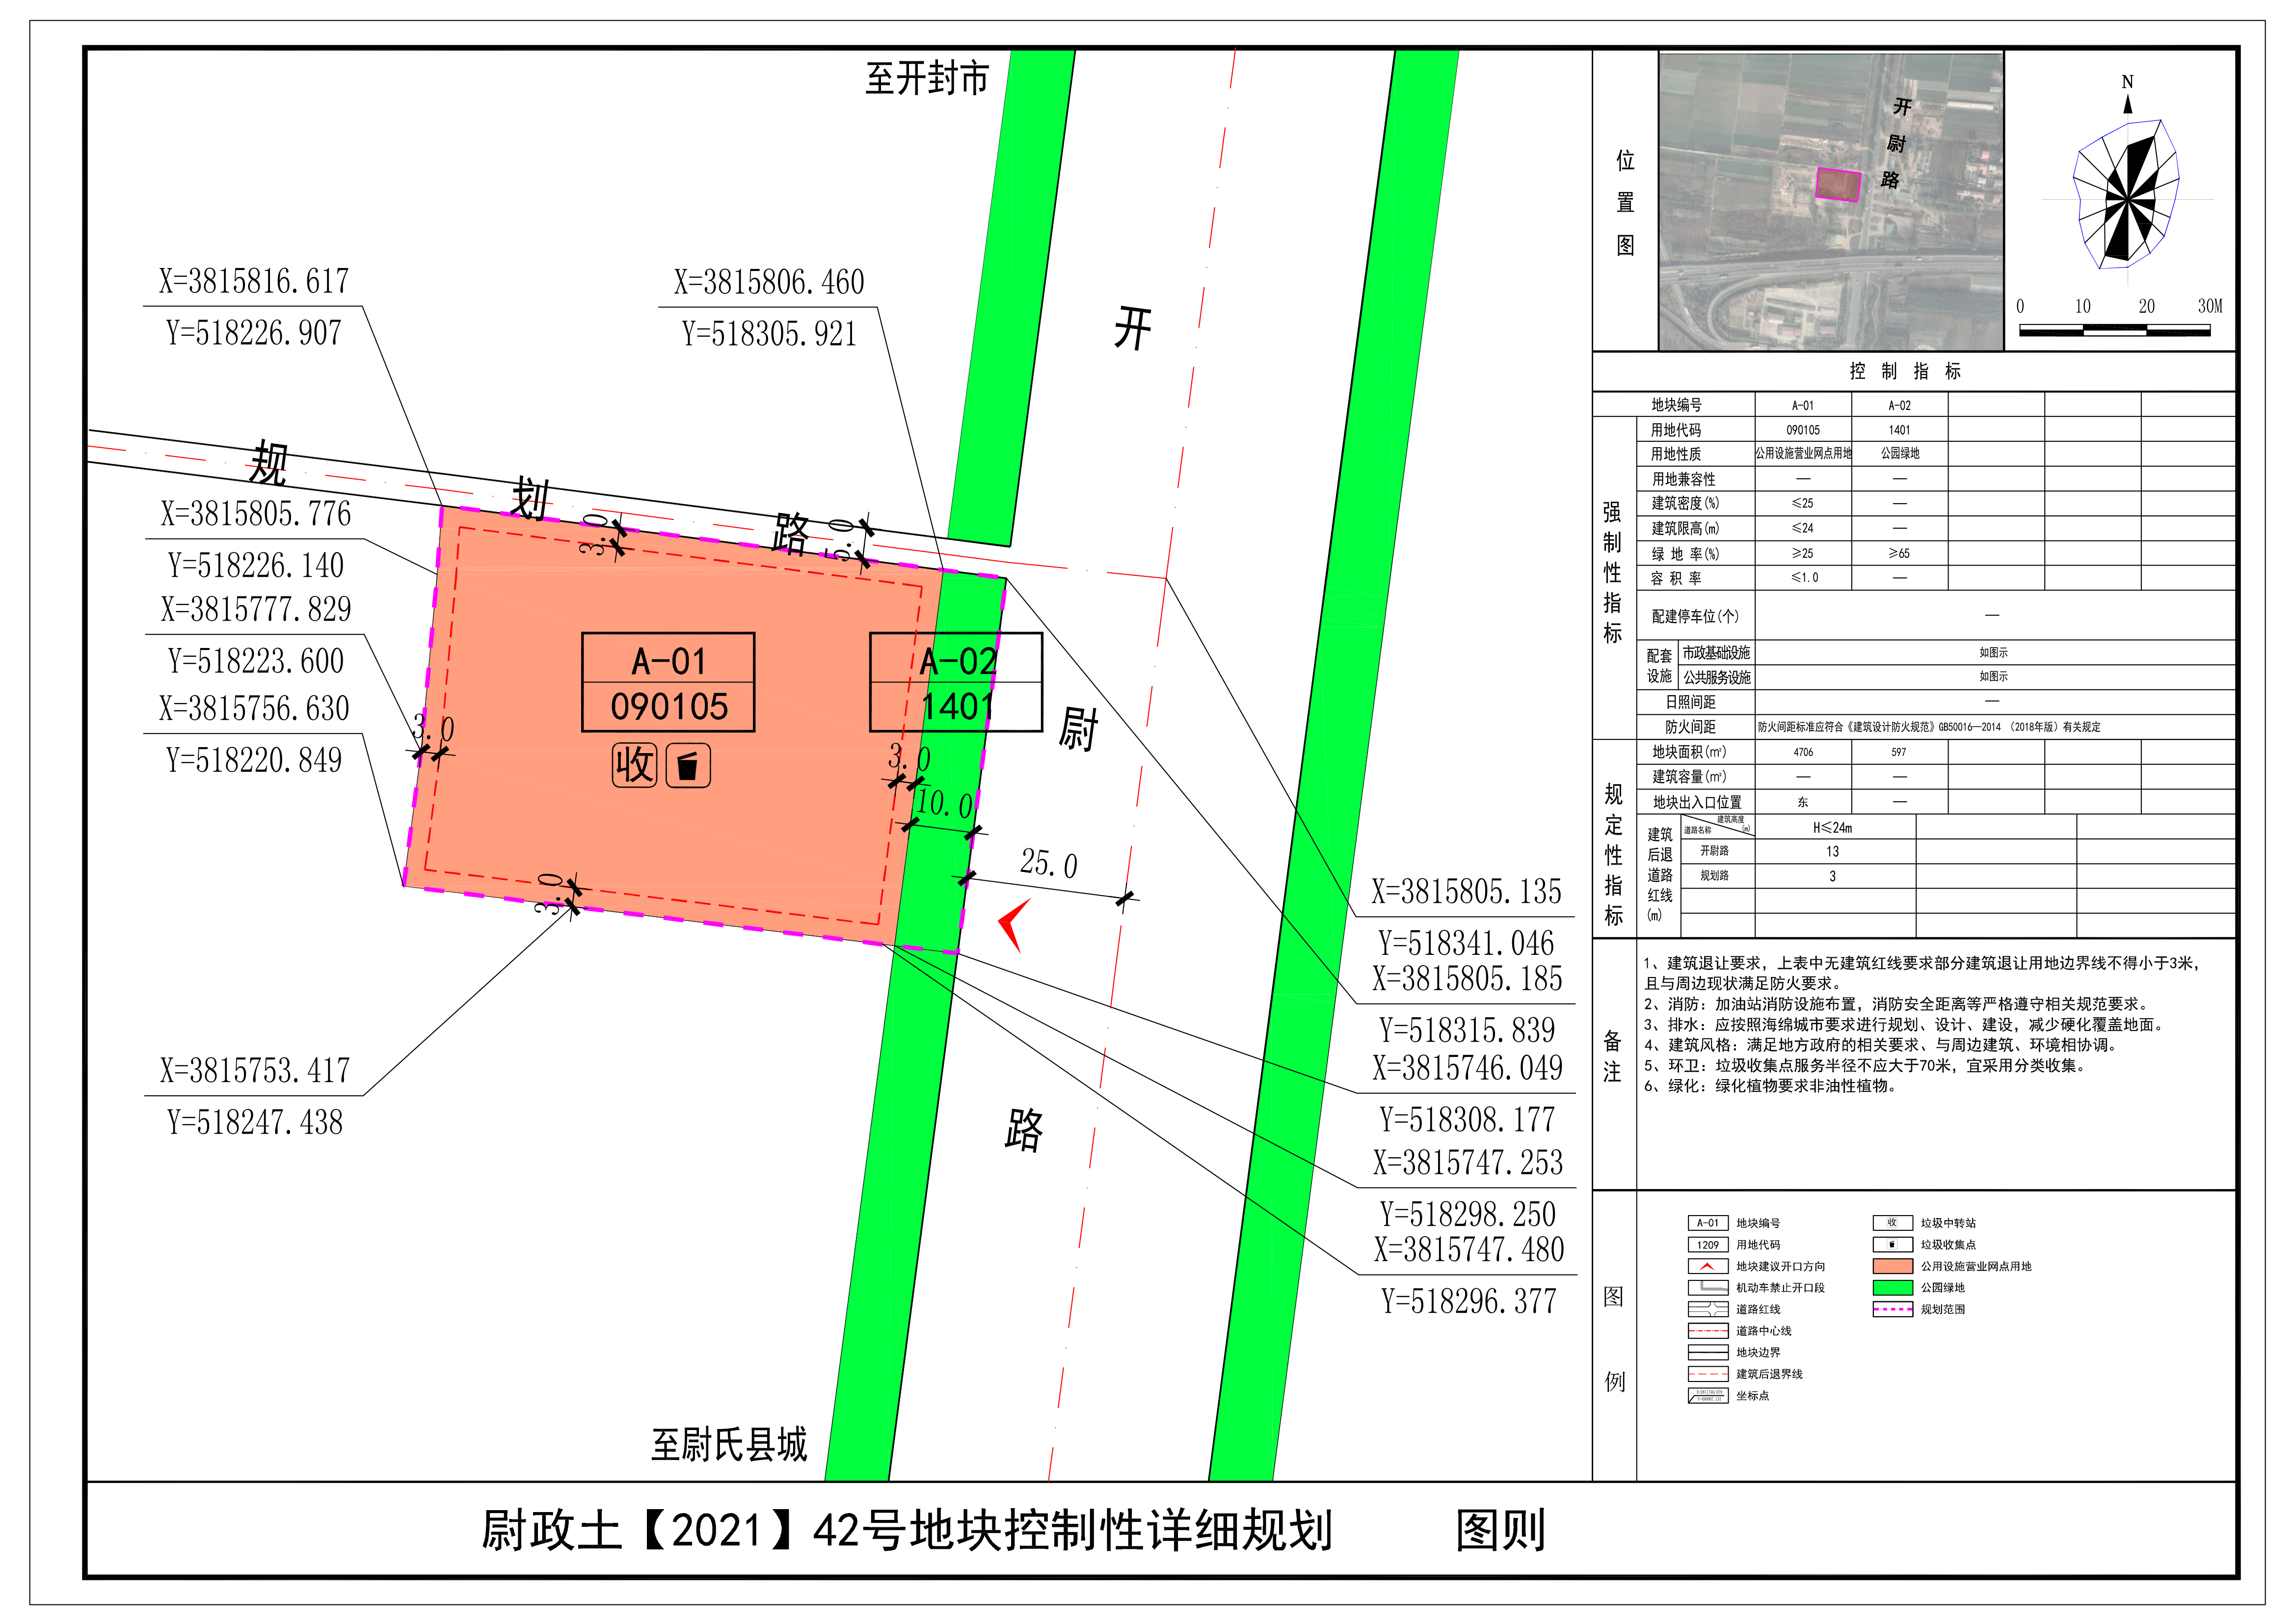 至开封市
X=3815816.617
Y=518226.907
X=3815806.460
Y=518305.921
X=3815805.776
Y=518226.140
X=3815777.829
Y=518223.600
X=3815756.630
Y=518220.849
X=3815753.417
Y=518247.438
规划路
开尉路
3.0
5.0
A-01
090105
收
A-02
1401
3.0
3.0
10.0
25.0
3.0
X=3815805.135
Y=518341.046
X=3815805.185
Y=518315.839
X=3815746.049
Y=518308.177
X=3815747.253
Y=518298.250
X=3815747.480
Y=518296.377
至尉氏县城
位置图
开尉路
N
0 10 20 30M
控制指标
地块编号 A-01 A-02
强制性指标
用地代码 090105 1401
用地性质 公用设施营业网点用地 公园绿地
用地兼容性 — —
建筑密度(%) ≤25 —
建筑限高(m) ≤24 —
绿地率(%) ≥25 ≥65
容积率 ≤1.0 —
配建停车位(个) —
配套设施 市政基础设施 如图示
公共服务设施 如图示
日照间距 —
防火间距 防火间距标准应符合《建筑设计防火规范》GB50016—2014 （2018年版）有关规定
规定性指标
地块面积(㎡) 4706 597
建筑容量(㎡) — —
地块出入口位置 东 —
建筑后退道路红线(m)
建筑高度(m) 道路名称 H≤24m
开尉路 13
规划路 3
备注
1、建筑退让要求，上表中无建筑红线要求部分建筑退让用地边界线不得小于3米，
且与周边现状满足防火要求。
2、消防：加油站消防设施布置，消防安全距离等严格遵守相关规范要求。
3、排水：应按照海绵城市要求进行规划、设计、建设，减少硬化覆盖地面。
4、建筑风格：满足地方政府的相关要求、与周边建筑、环境相协调。
5、环卫：垃圾收集点服务半径不应大于70米，宜采用分类收集。
6、绿化：绿化植物要求非油性植物。
图例
A-01 地块编号
收 垃圾中转站
1209 用地代码
垃圾收集点
地块建议开口方向
公用设施营业网点用地
机动车禁止开口段
公园绿地
道路红线
规划范围
道路中心线
地块边界
建筑后退界线
坐标点
尉政土【2021】42号地块控制性详细规划 图则